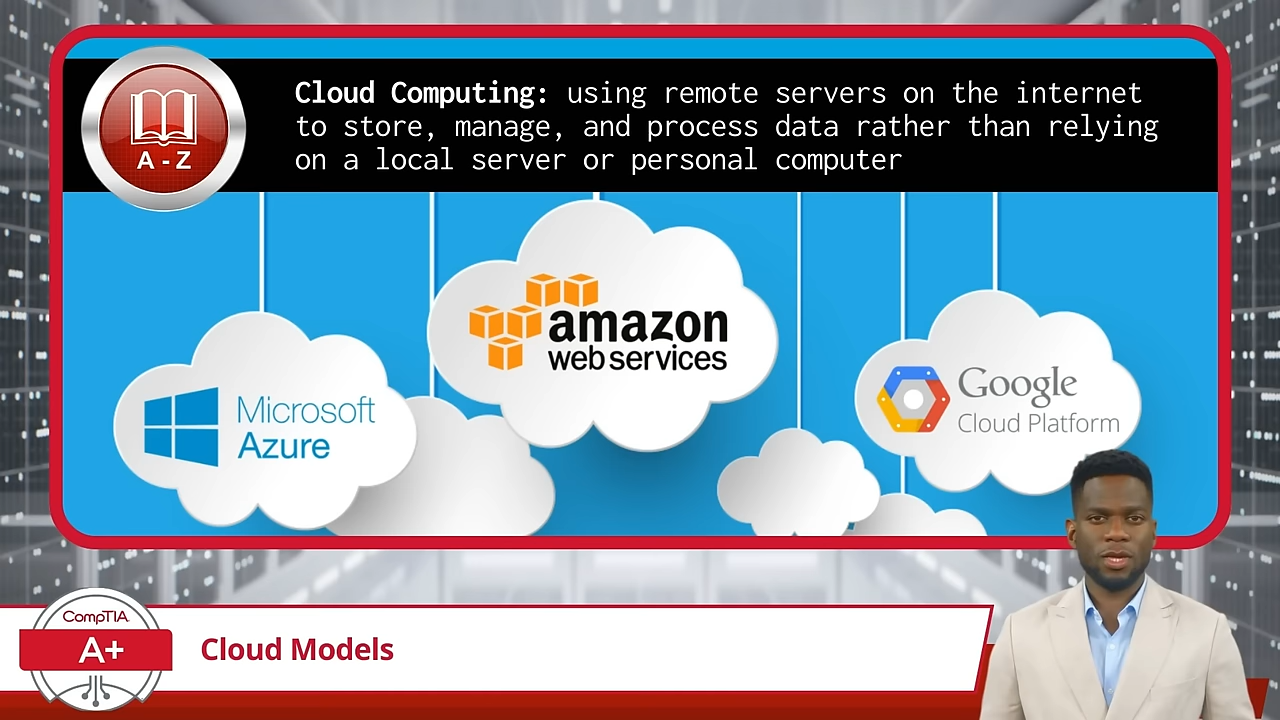 A - Z
Cloud Computing: using remote servers on the internet
to store, manage, and process data rather than relying
on a local server or personal computer
amazon
web services
Microsoft
Azure
Google
Cloud Platform
CompTIA
A+
Cloud Models